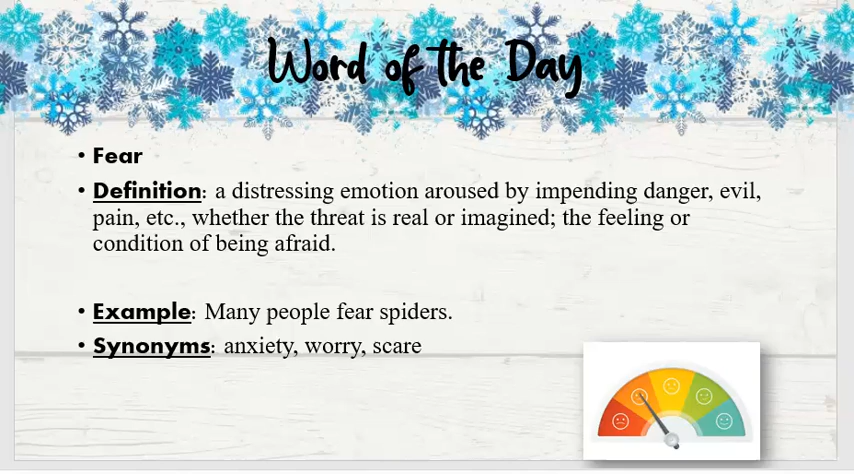 Word of the Day
• Fear
• Definition: a distressing emotion aroused by impending danger, evil,
pain, etc., whether the threat is real or imagined; the feeling or
condition of being afraid.
• Example: Many people fear spiders.
• Synonyms: anxiety, worry, scare